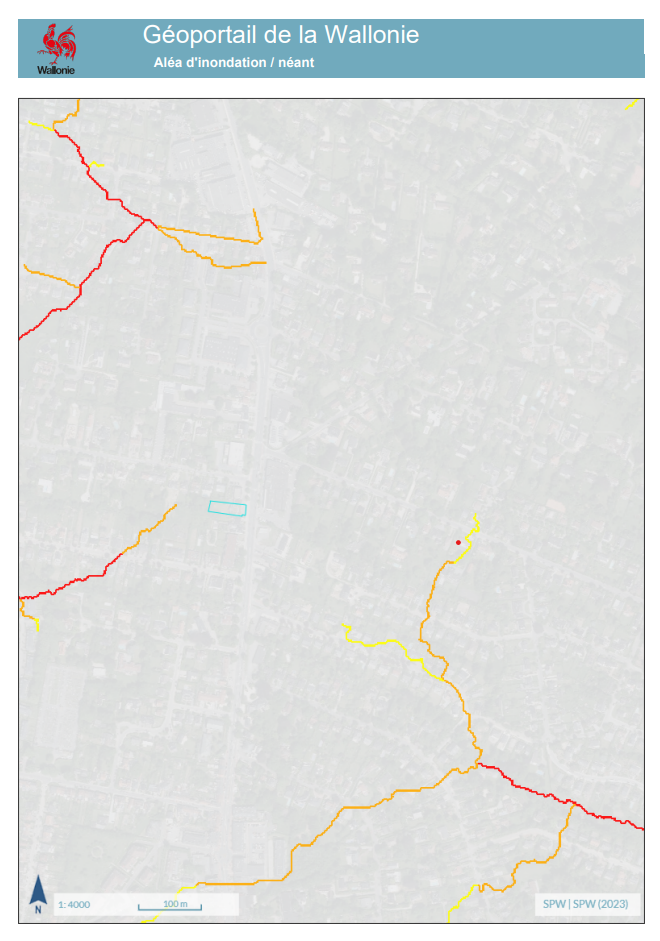 Géoportail de la Wallonie
Aléa d'inondation / néant
Wallonie
N
1: 4000
100 m
SPW | SPW (2023)